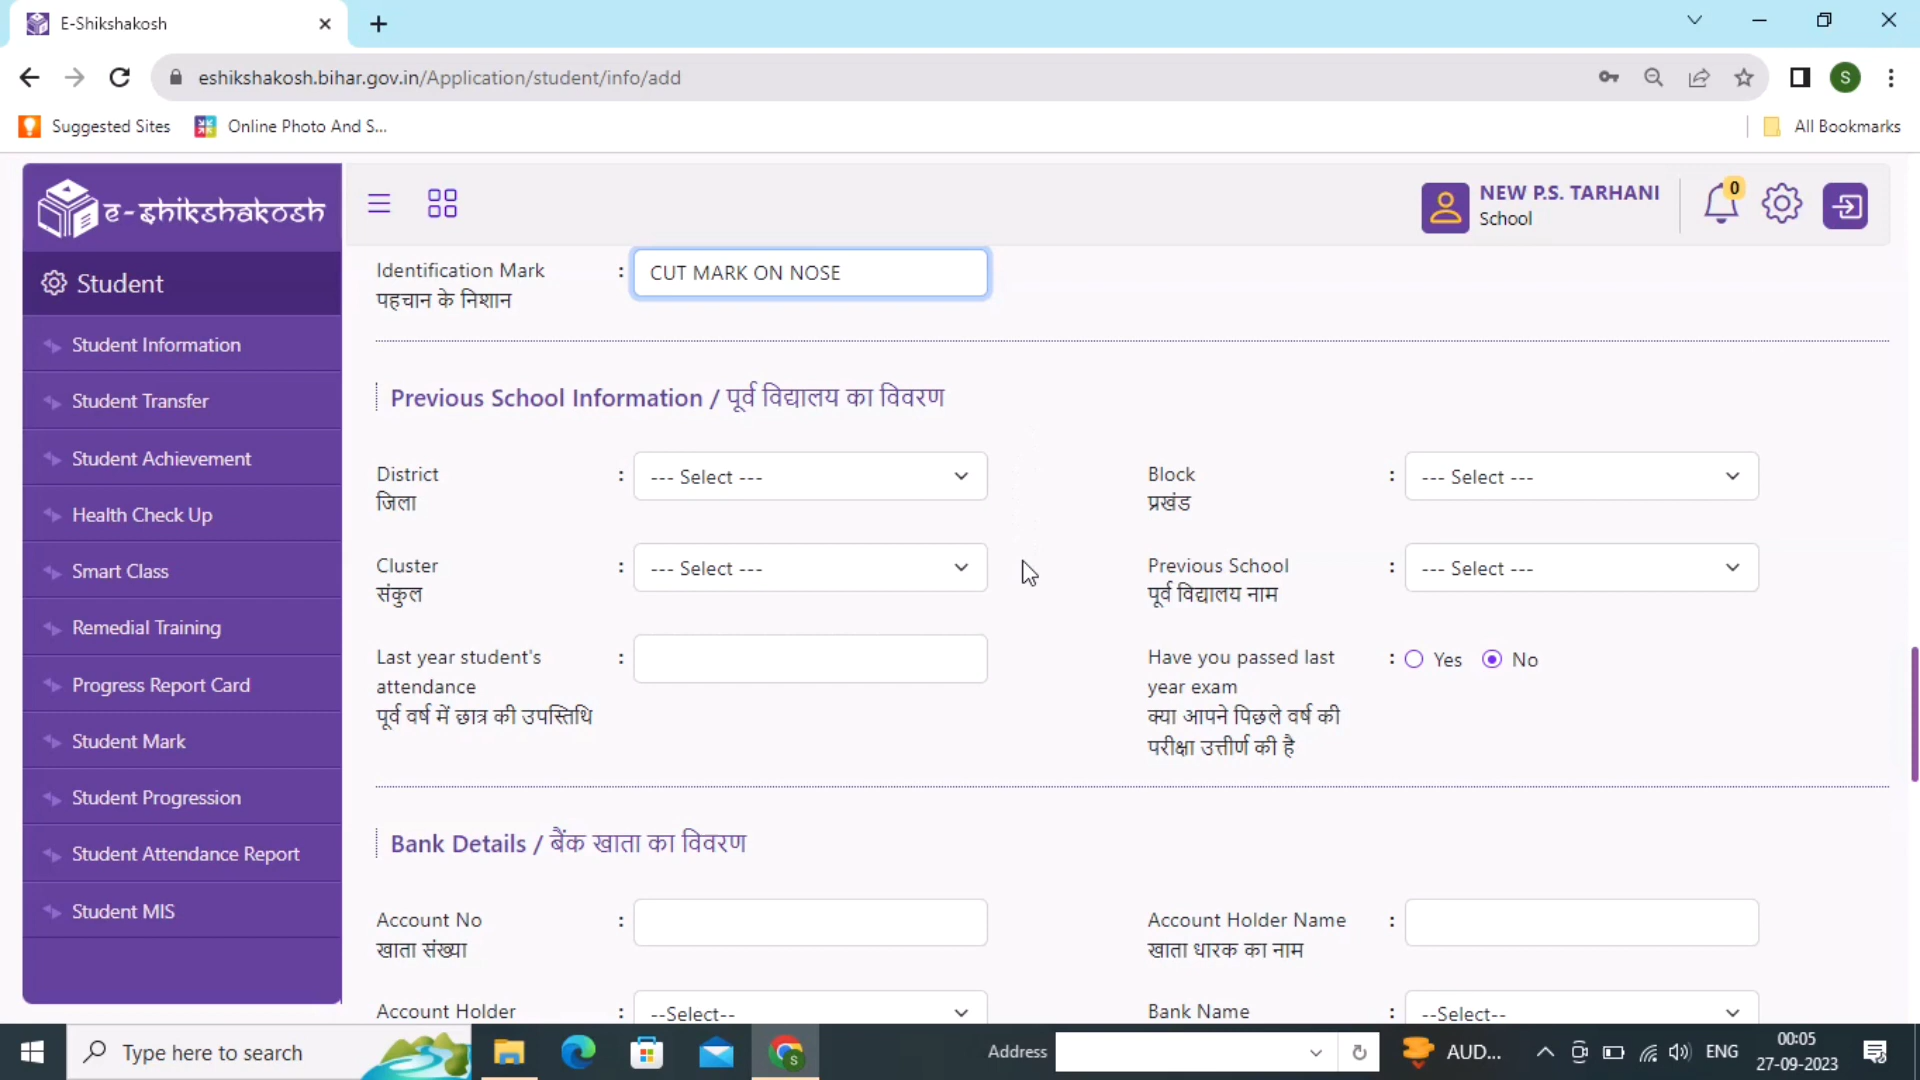 E-Shikshakosh
eshikshakosh.bihar.gov.in/Application/student/info/add
S
Suggested Sites
Online Photo And S...
All Bookmarks
e-shikshakosh
NEW P.S. TARHANI
School
0
Student
Student Information
Student Transfer
Student Achievement
Health Check Up
Smart Class
Remedial Training
Progress Report Card
Student Mark
Student Progression
Student Attendance Report
Student MIS
Identification Mark : CUT MARK ON NOSE
पहचान के निशान
Previous School Information / पूर्व विद्यालय का विवरण
District : --- Select --- Block : --- Select ---
जिला प्रखंड
Cluster : --- Select --- Previous School : --- Select ---
संकुल पूर्व विद्यालय नाम
Last year student's : Have you passed last : Yes No
attendance year exam
पूर्व वर्ष में छात्र की उपस्तिथि क्या आपने पिछले वर्ष की
परीक्षा उत्तीर्ण की है
Bank Details / बैंक खाता का विवरण
Account No : Account Holder Name :
खाता संख्या खाता धारक का नाम
Account Holder : --Select-- Bank Name : --Select--
Type here to search
S
Address
AUD...
ENG
00:05
27-09-2023